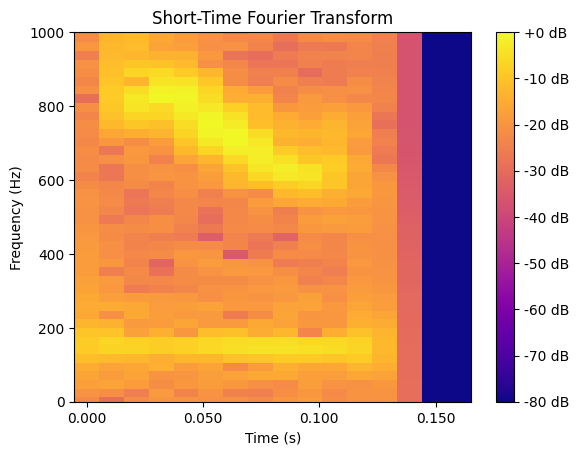 Short-Time Fourier Transform
1000
800
600
400
200
0
Frequency (Hz)
0.000
0.050
0.100
0.150
Time (s)
+0 dB
-10 dB
-20 dB
-30 dB
-40 dB
-50 dB
-60 dB
-70 dB
-80 dB